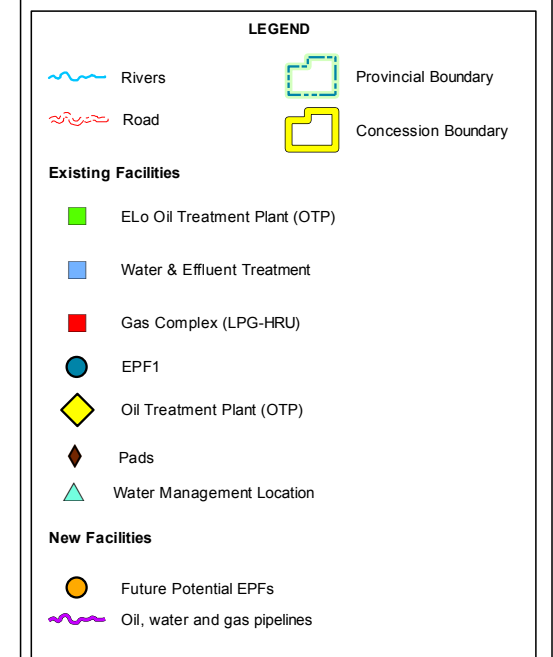 LEGEND
Rivers
Provincial Boundary
Road
Concession Boundary
Existing Facilities
ELo Oil Treatment Plant (OTP)
Water & Effluent Treatment
Gas Complex (LPG-HRU)
EPF1
Oil Treatment Plant (OTP)
Pads
Water Management Location
New Facilities
Future Potential EPFs
Oil, water and gas pipelines